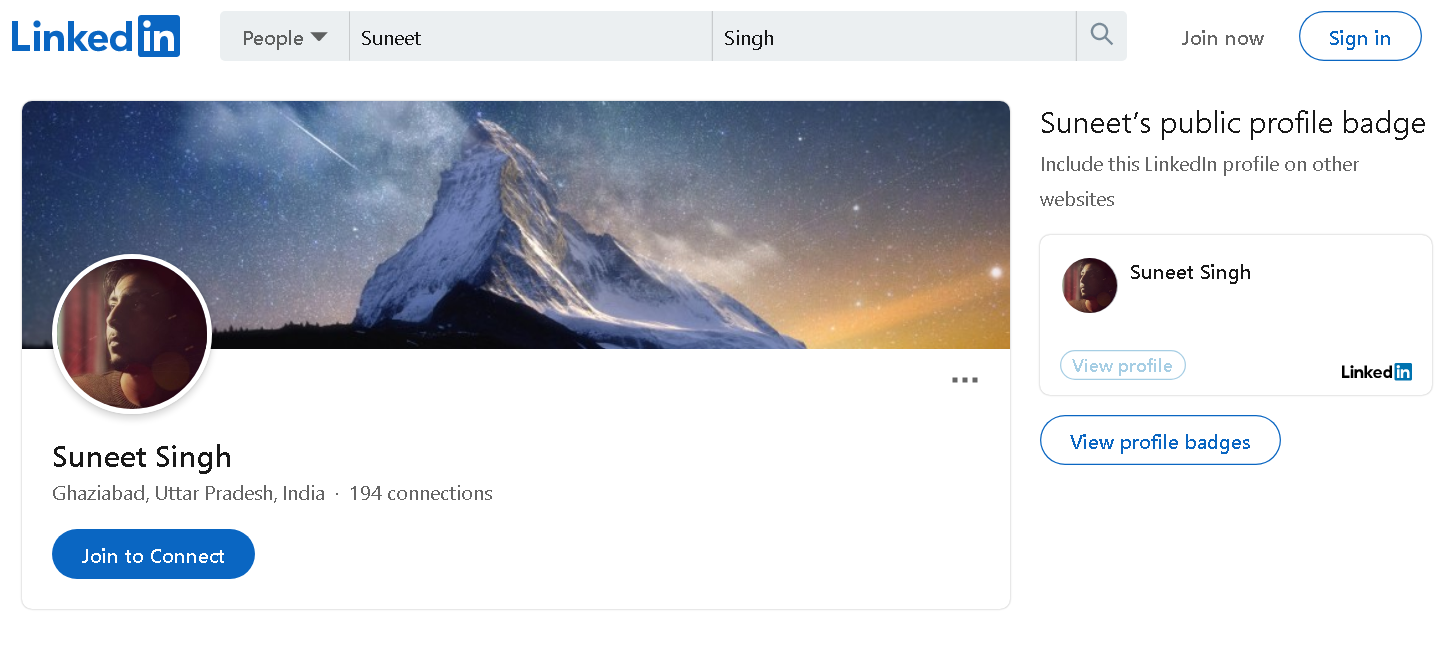 Linkedin
People Suneet Singh Join now Sign in
Suneet Singh
Ghaziabad, Uttar Pradesh, India · 194 connections
Join to Connect
Suneet’s public profile badge
Include this LinkedIn profile on other
websites
Suneet Singh
View profile Linkedin
View profile badges